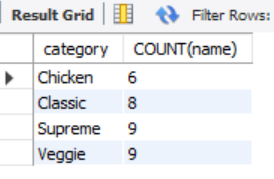 Result Grid Filter Rows:
category COUNT(name)
Chicken 6
Classic 8
Supreme 9
Veggie 9